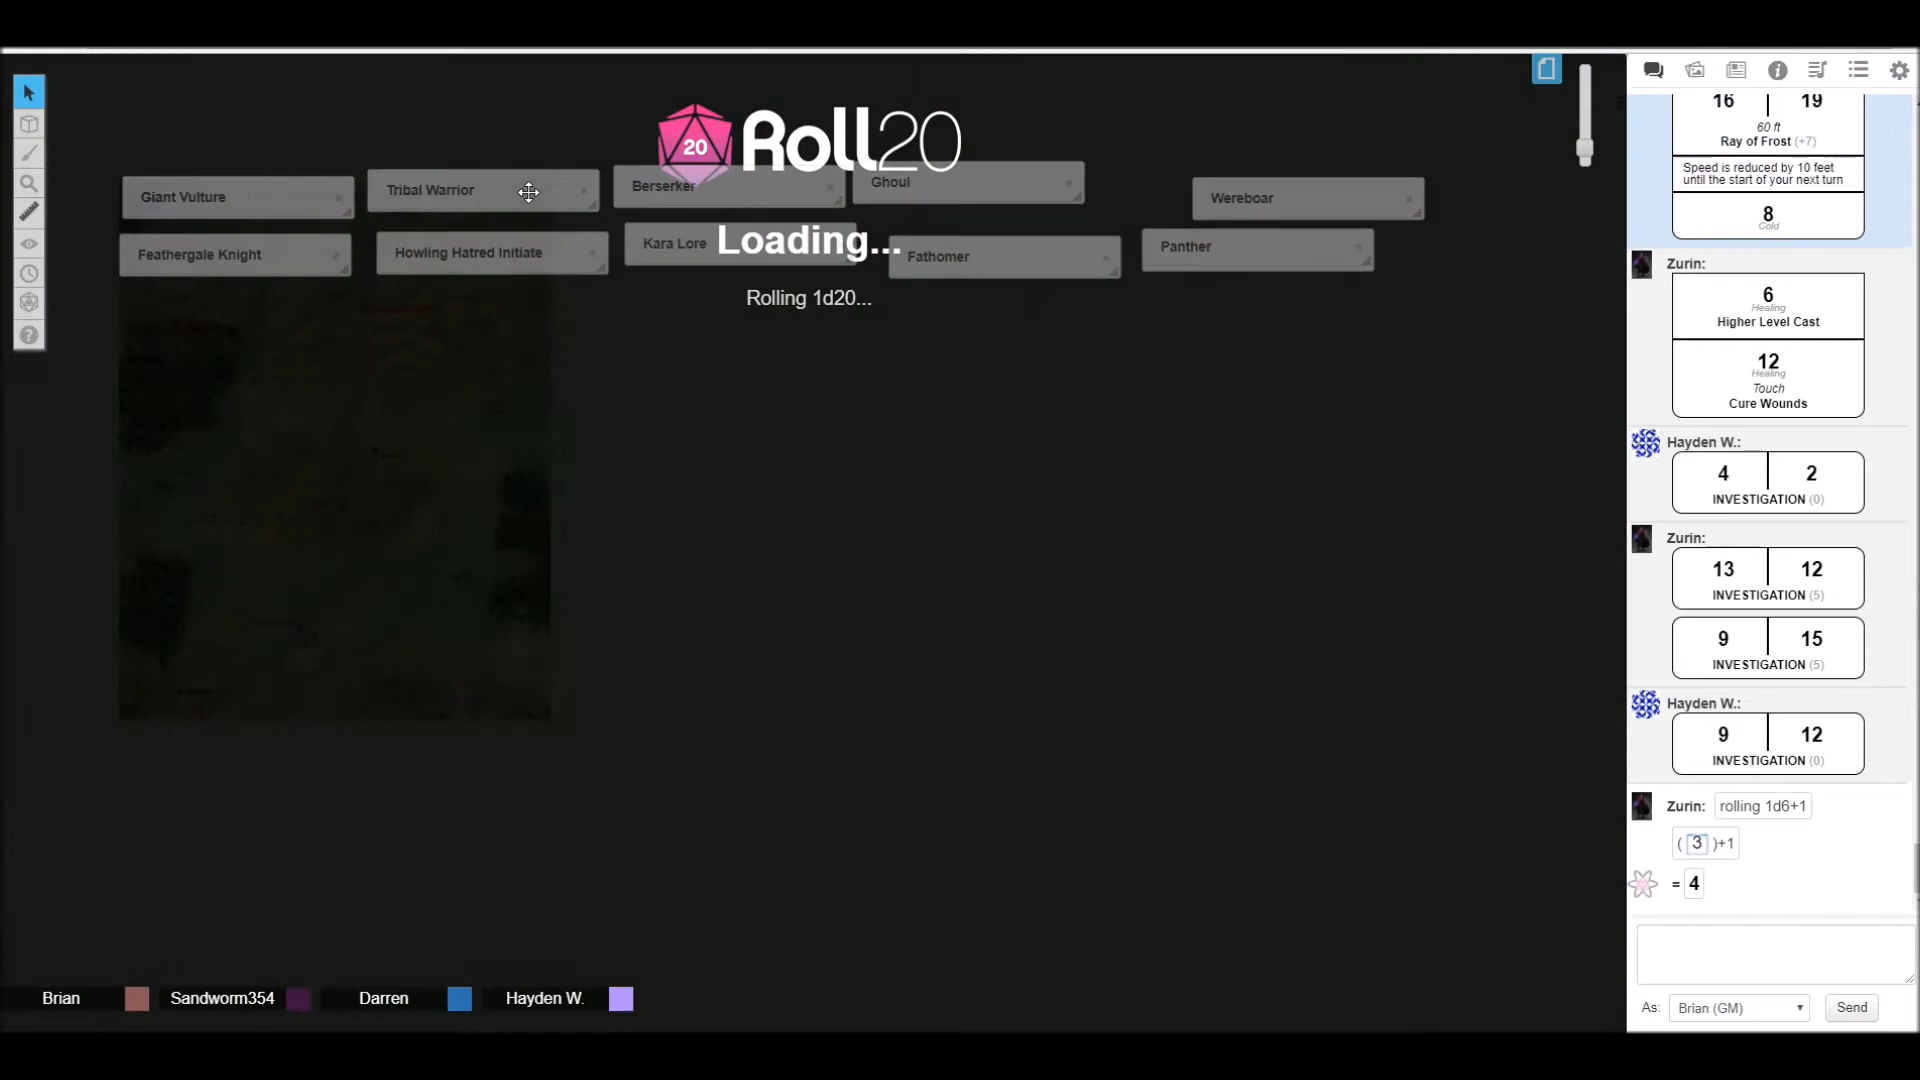 20
Roll20
Giant Vulture
Tribal Warrior
Berserker
Ghoul
Wereboar
Feathergale Knight
Howling Hatred Initiate
Kara Lore
Fathomer
Panther
Loading...
Rolling 1d20...
Brian
Sandworm354
Darren
Hayden W.
16 19
60 ft
Ray of Frost (+7)
Speed is reduced by 10 feet
until the start of your next turn
8
Cold
Zurin:
6
Healing
Higher Level Cast
12
Healing
Touch
Cure Wounds
Hayden W.:
4 2
INVESTIGATION (0)
Zurin:
13 12
INVESTIGATION (5)
9 15
INVESTIGATION (5)
Hayden W.:
9 12
INVESTIGATION (0)
Zurin: rolling 1d6+1
( 3 )+1
= 4
As: Brian (GM) Send